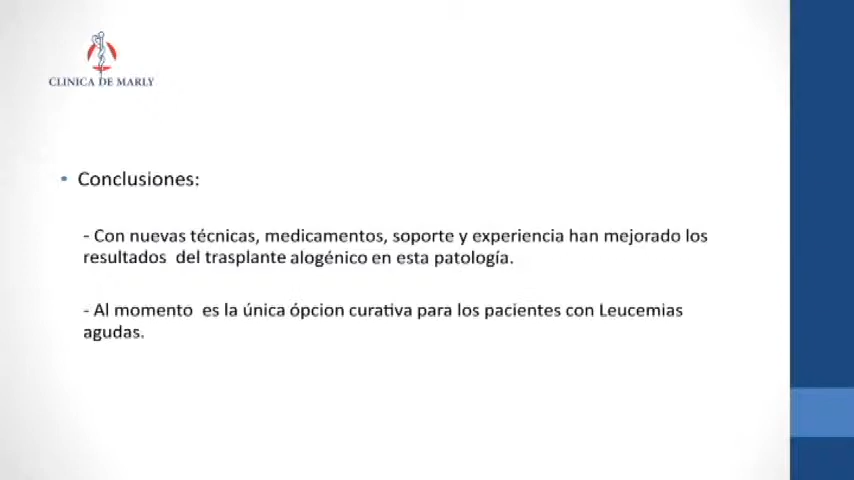 CLINICA DE MARLY
• Conclusiones:
- Con nuevas técnicas, medicamentos, soporte y experiencia han mejorado los
resultados del trasplante alogénico en esta patología.
- Al momento es la única ópcion curativa para los pacientes con Leucemias
agudas.